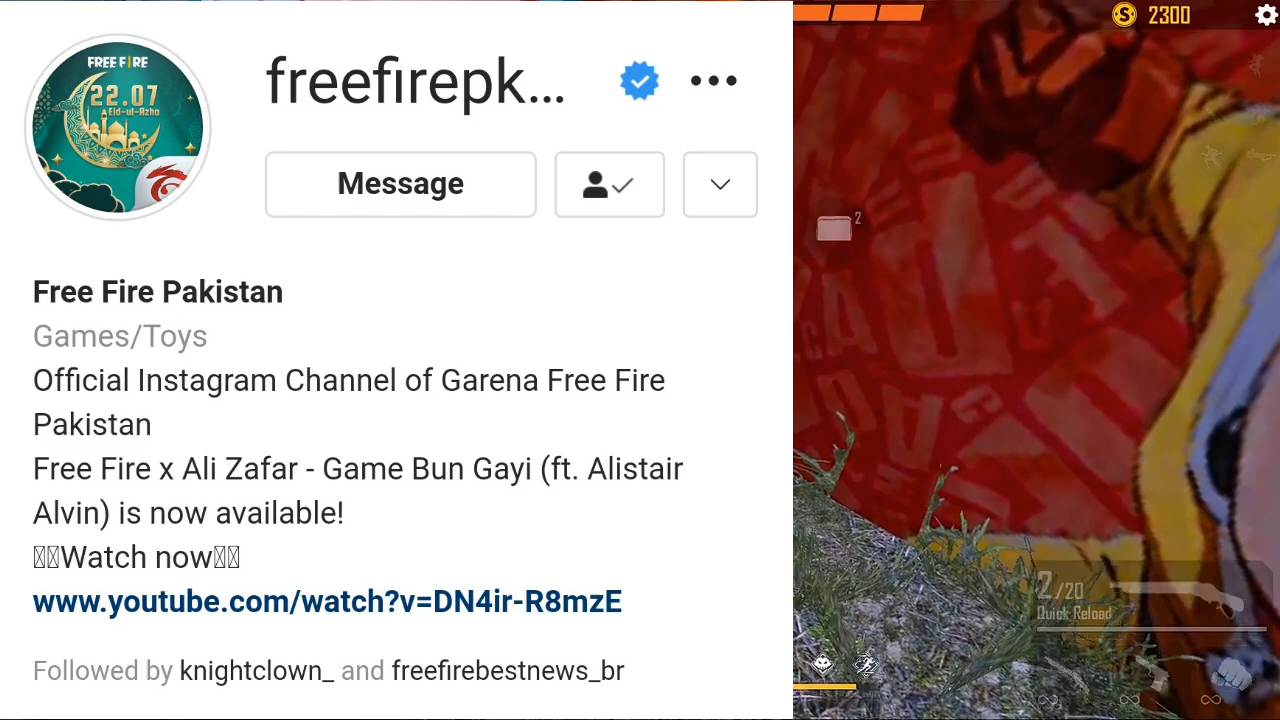 FREE FIRE
22.07
Eid-ul-Azha
freefirepk...
Message
Free Fire Pakistan
Games/Toys
Official Instagram Channel of Garena Free Fire
Pakistan
Free Fire x Ali Zafar - Game Bun Gayi (ft. Alistair
Alvin) is now available!
Watch now
www.youtube.com/watch?v=DN4ir-R8mzE
Followed by knightclown_ and freefirebestnews_br
S 2300
2
2/20
Quick Reload